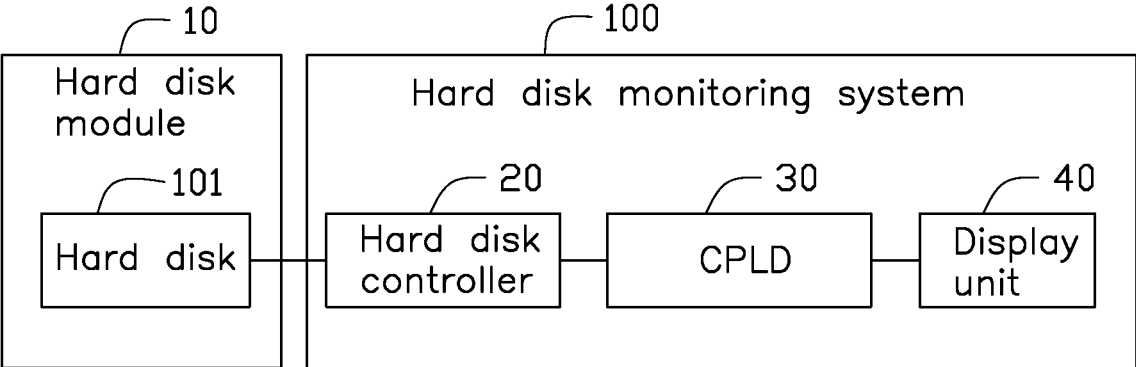 10
100
Hard disk
module
Hard disk monitoring system
101
20
30
40
Hard disk
Hard disk
controller
CPLD
Display
unit